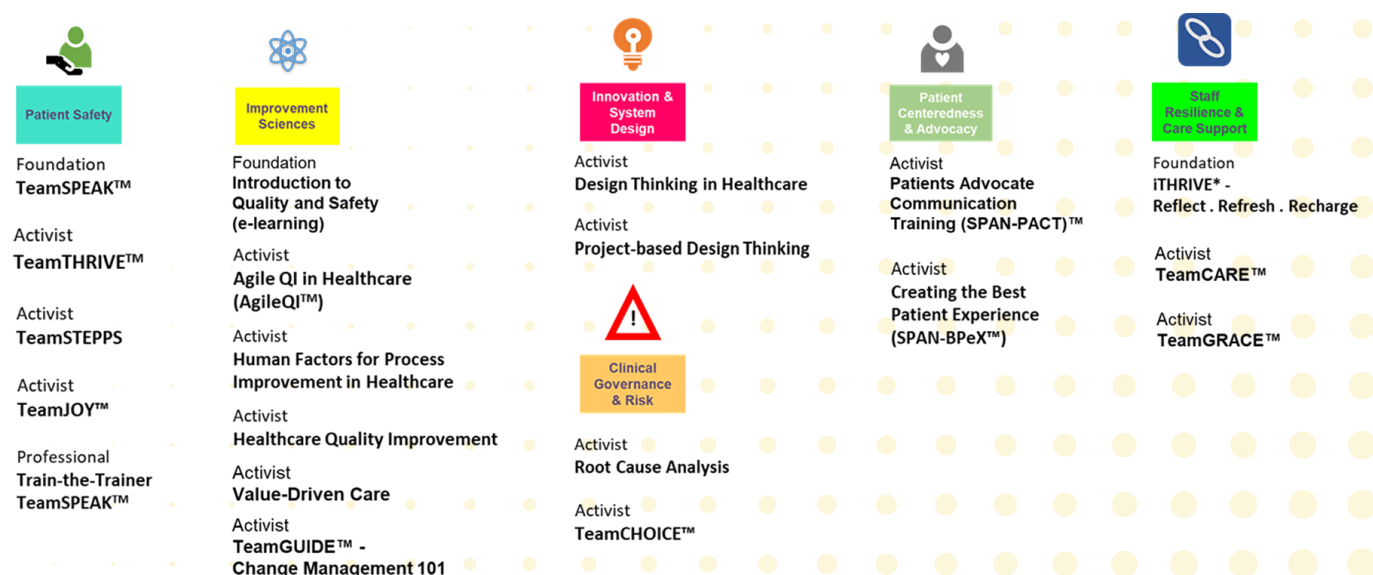 Patient Safety
Foundation
TeamSPEAK™
Activist
TeamTHRIVE™
Activist
TeamSTEPPS
Activist
TeamJOY™
Professional
Train-the-Trainer
TeamSPEAK™
Improvement
Sciences
Foundation
Introduction to
Quality and Safety
(e-learning)
Activist
Agile QI in Healthcare
(AgileQI™)
Activist
Human Factors for Process
Improvement in Healthcare
Activist
Healthcare Quality Improvement
Activist
Value-Driven Care
Activist
TeamGUIDE™ -
Change Management 101
Innovation &
System
Design
Activist
Design Thinking in Healthcare
Activist
Project-based Design Thinking
!
Clinical
Governance
& Risk
Activist
Root Cause Analysis
Activist
TeamCHOICE™
Patient
Centeredness
& Advocacy
Activist
Patients Advocate
Communication
Training (SPAN-PACT)™
Activist
Creating the Best
Patient Experience
(SPAN-BPeX™)
Staff
Resilience &
Care Support
Foundation
iTHRIVE* -
Reflect . Refresh . Recharge
Activist
TeamCARE™
Activist
TeamGRACE™